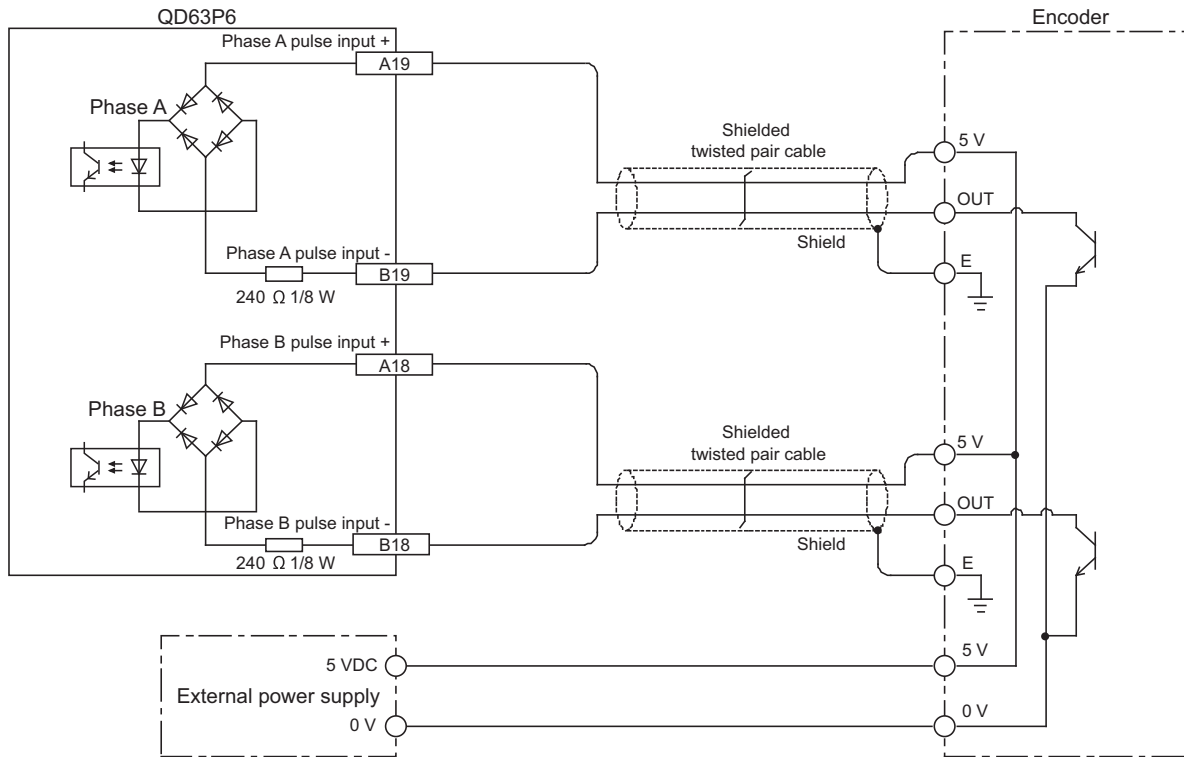 QD63P6
Encoder
Phase A pulse input +
A19
Phase A
Shielded
twisted pair cable
5 V
OUT
Shield
E
Phase A pulse input -
B19
240 Ω 1/8 W
Phase B pulse input +
A18
Phase B
Shielded
twisted pair cable
5 V
OUT
Shield
E
Phase B pulse input -
B18
240 Ω 1/8 W
5 VDC
5 V
External power supply
0 V
0 V